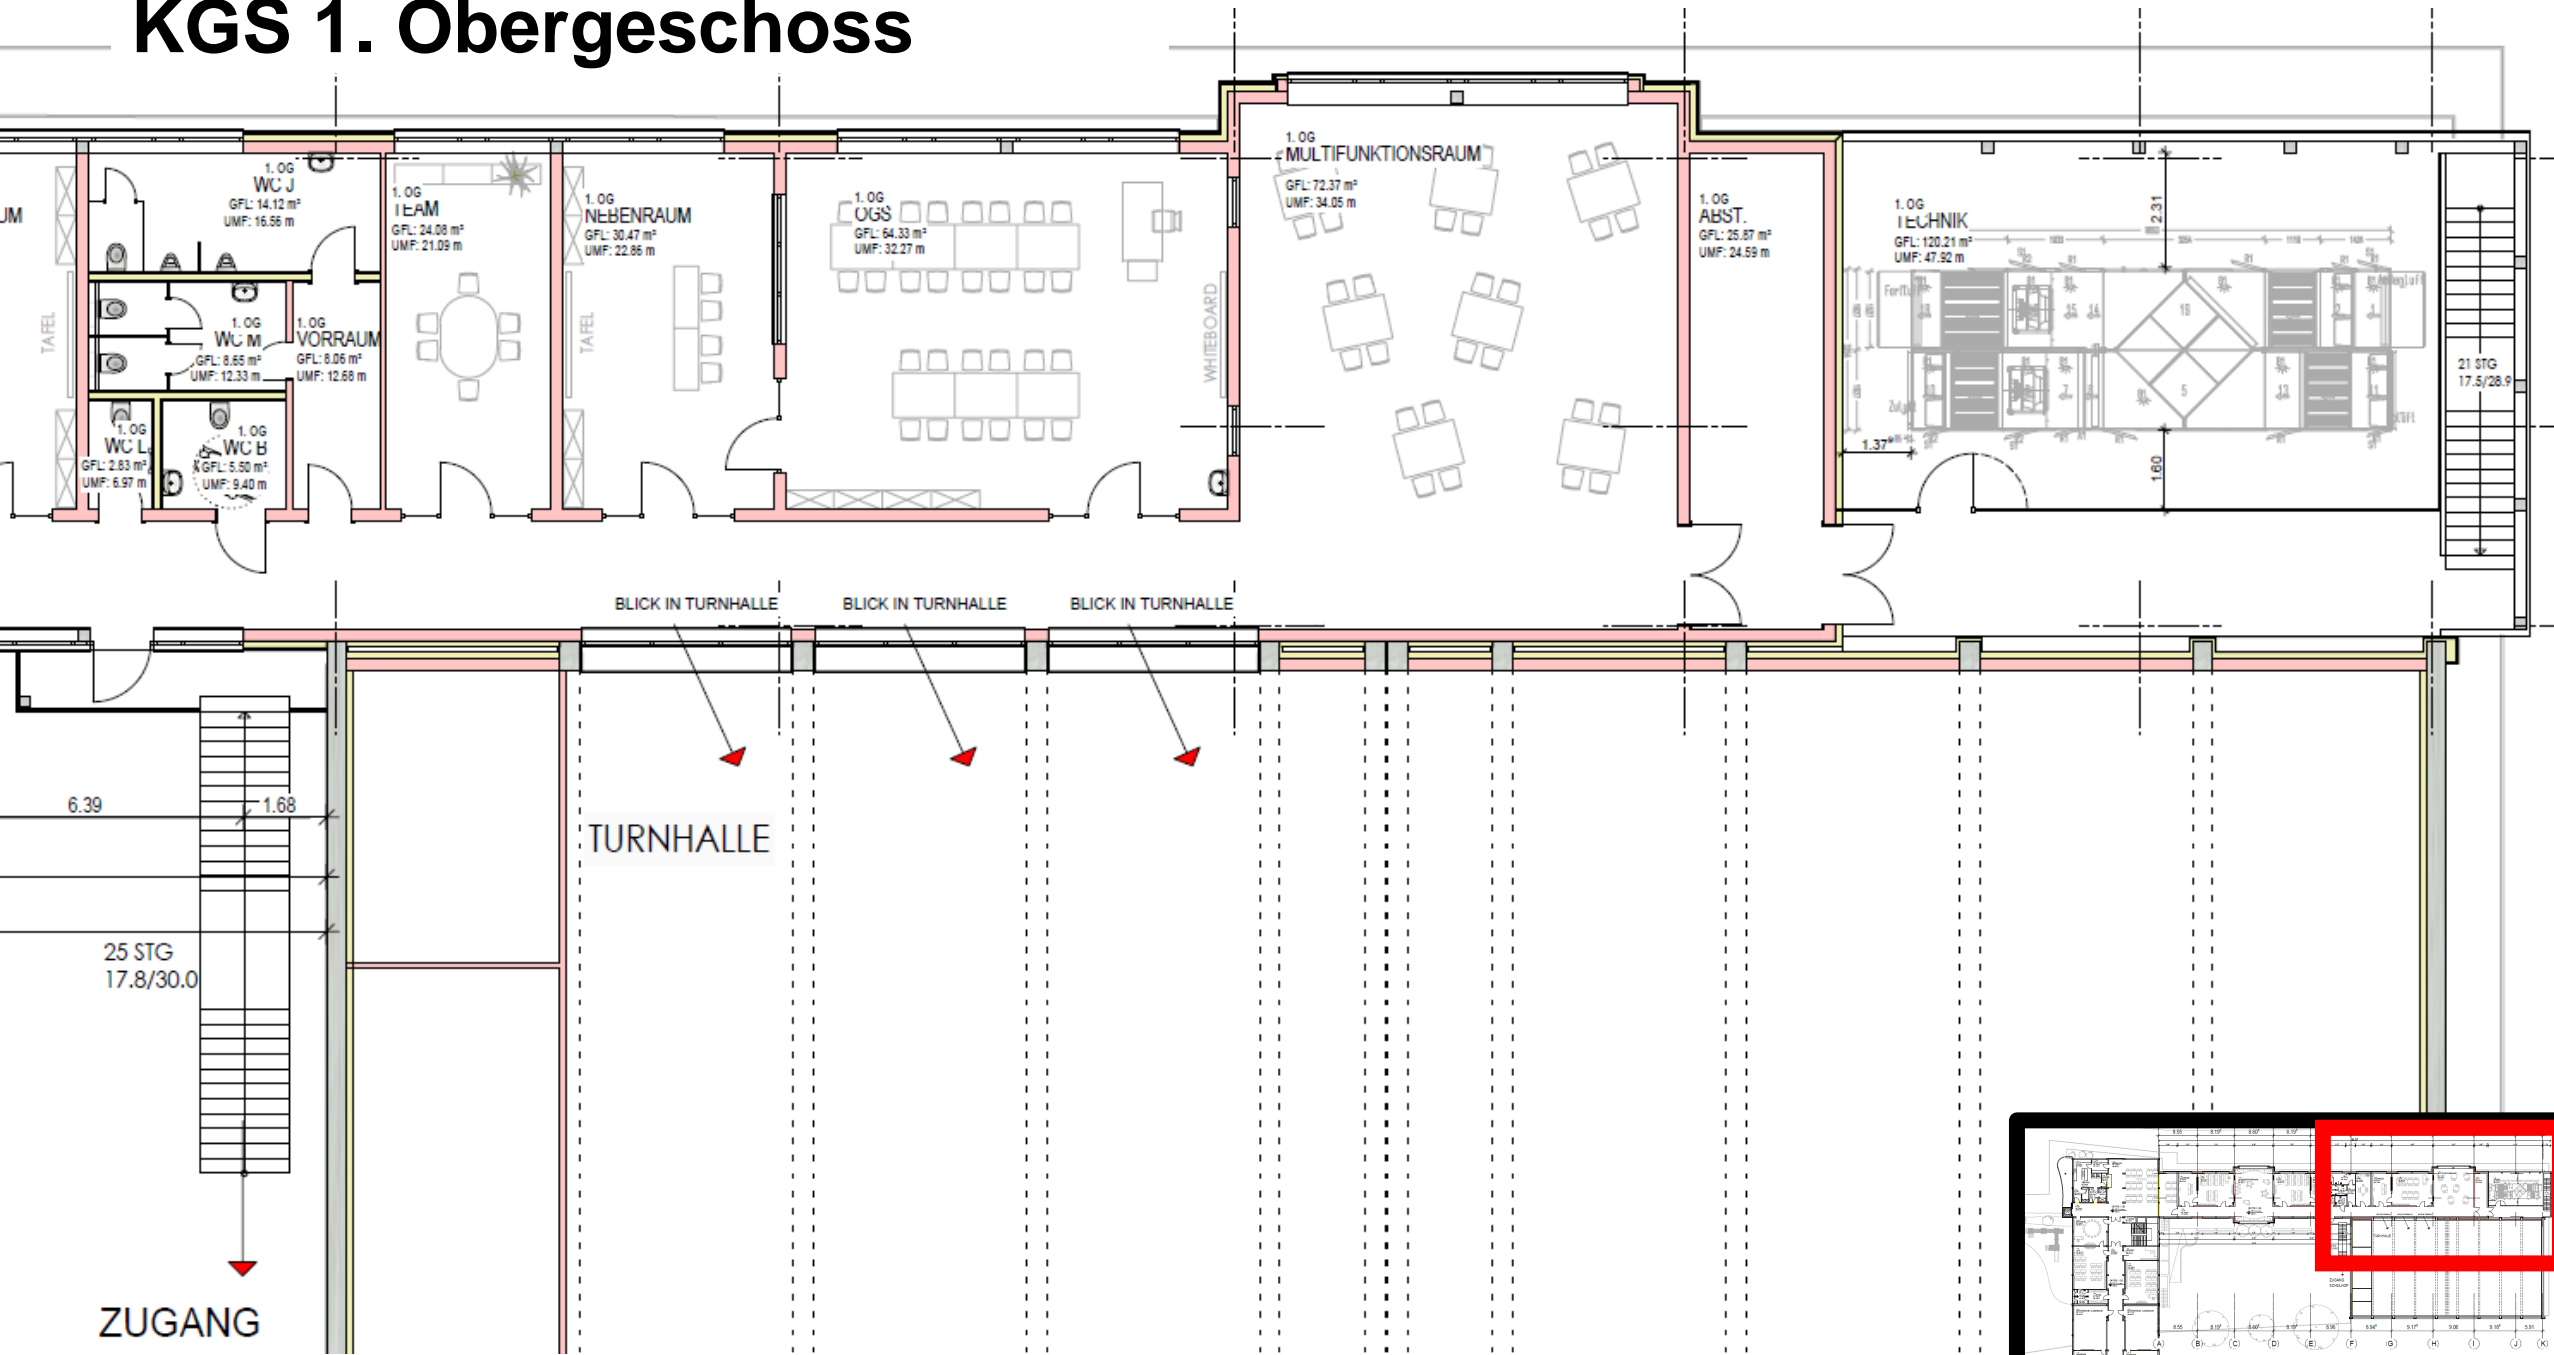 KGS 1. Obergeschoss
UM
TAFEL
1. OG
WC J
GFL: 14.12 m²
UMF: 16.56 m
1. OG
WC M
GFL: 8.65 m²
UMF: 12.33 m
1. OG
VORRAUM
GFL: 8.06 m²
UMF: 12.68 m
1. OG
WC L
GFL: 2.83 m²
UMF: 6.97 m
1. OG
WC B
GFL: 5.50 m²
UMF: 9.40 m
1. OG
TEAM
GFL: 24.08 m²
UMF: 21.09 m
1. OG
NEBENRAUM
GFL: 30.47 m²
UMF: 22.86 m
TAFEL
1. OG
OGS
GFL: 64.33 m²
UMF: 32.27 m
WHITEBOARD
1. OG
MULTIFUNKTIONSRAUM
GFL: 72.37 m²
UMF: 34.05 m
1. OG
ABST.
GFL: 25.87 m²
UMF: 24.59 m
1. OG
TECHNIK
GFL: 120.21 m²
UMF: 47.92 m
2.31
19
5
1.37
1.60
21 STG
17.5/28.9
BLICK IN TURNHALLE
BLICK IN TURNHALLE
BLICK IN TURNHALLE
6.39
1.68
TURNHALLE
25 STG
17.8/30.0
ZUGANG